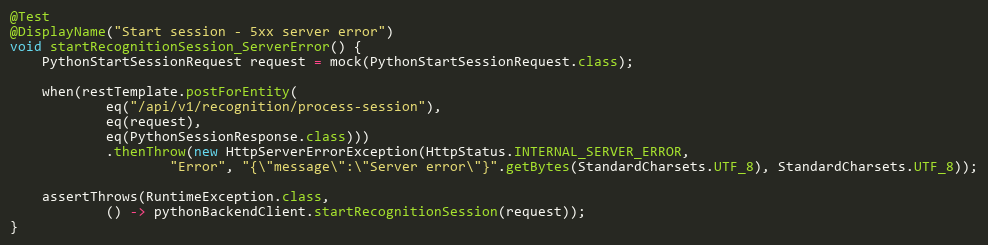 @Test
@DisplayName("Start session - 5xx server error")
void startRecognitionSession_ServerError() {
    PythonStartSessionRequest request = mock(PythonStartSessionRequest.class);

    when(restTemplate.postForEntity(
            eq("/api/v1/recognition/process-session"),
            eq(request),
            eq(PythonSessionResponse.class)))
            .thenThrow(new HttpServerErrorException(HttpStatus.INTERNAL_SERVER_ERROR,
                    "Error", "{\"message\":\"Server error\"}".getBytes(StandardCharsets.UTF_8), StandardCharsets.UTF_8));

    assertThrows(RuntimeException.class,
            () -> pythonBackendClient.startRecognitionSession(request));
}